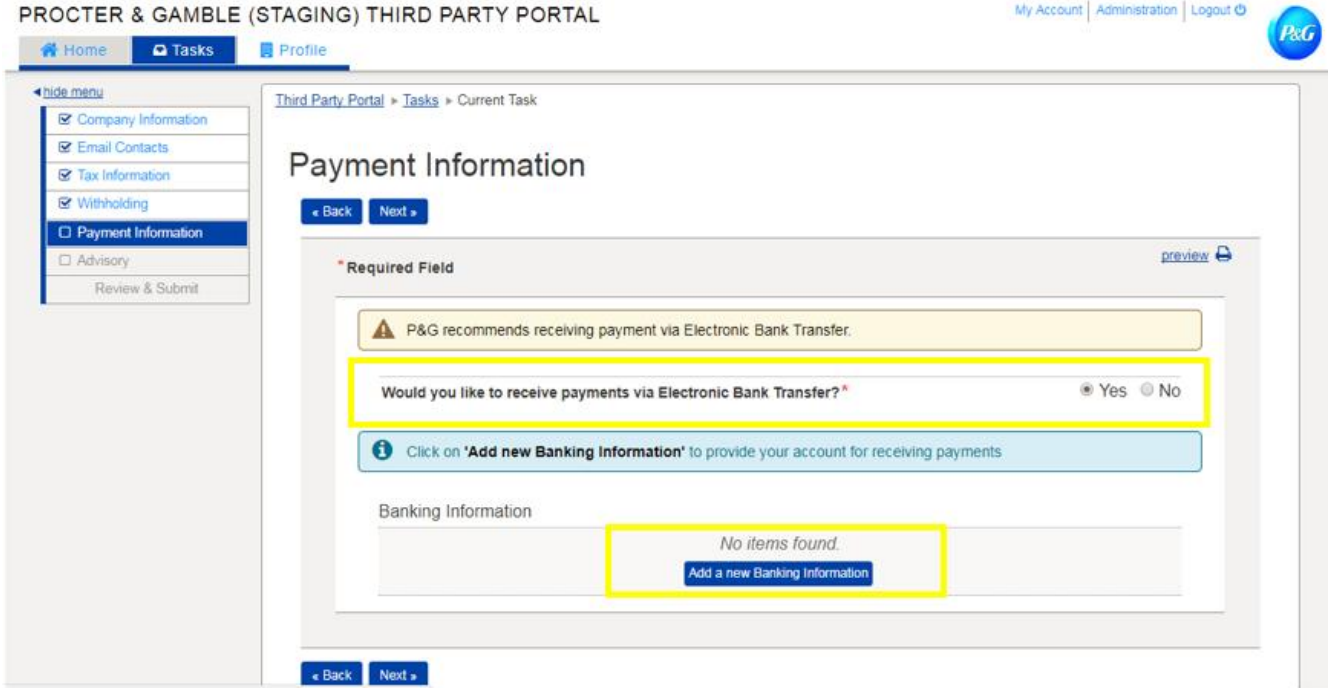 PROCTER & GAMBLE (STAGING) THIRD PARTY PORTAL
My Account | Administration | Logout
P&G
Home
Tasks
Profile
hide menu
Company Information
Email Contacts
Tax Information
Withholding
Payment Information
Advisory
Review & Submit
Third Party Portal ▸ Tasks ▸ Current Task
Payment Information
« Back
Next »
preview
* Required Field
P&G recommends receiving payment via Electronic Bank Transfer.
Would you like to receive payments via Electronic Bank Transfer?* Yes No
Click on 'Add new Banking Information' to provide your account for receiving payments
Banking Information
No items found.
Add a new Banking Information
« Back
Next »